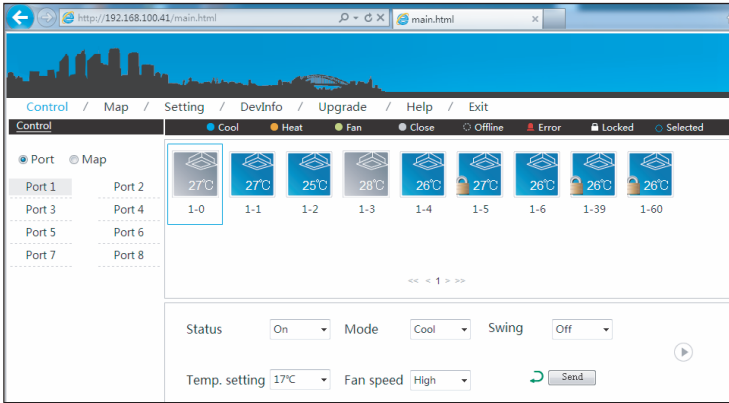 http://192.168.100.41/main.html
main.html
Control / Map / Setting / DevInfo / Upgrade / Help / Exit
Control
Cool Heat Fan Close Offline Error Locked Selected
Port Map
Port 1 Port 2
Port 3 Port 4
Port 5 Port 6
Port 7 Port 8
27℃ 27℃ 25℃ 28℃ 26℃ 27℃ 26℃ 26℃ 26℃
1-0 1-1 1-2 1-3 1-4 1-5 1-6 1-39 1-60
<< < 1 > >>
Status On Mode Cool Swing Off
Temp. setting 17℃ Fan speed High Send